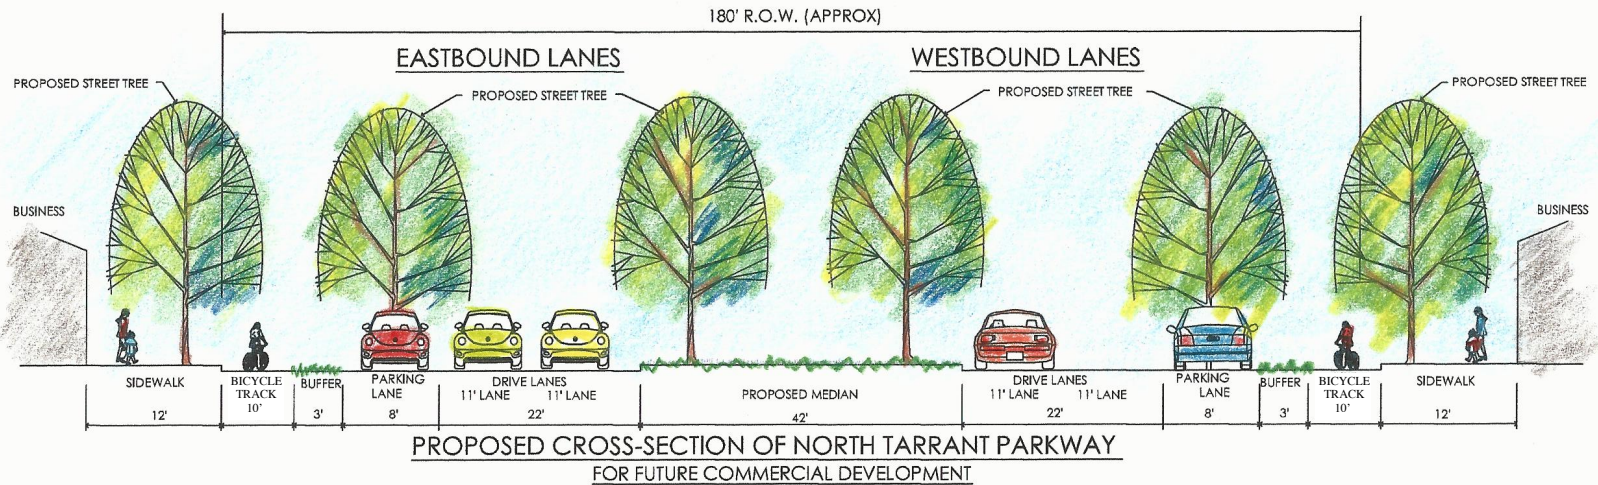 180' R.O.W. (APPROX)
EASTBOUND LANES
WESTBOUND LANES
PROPOSED STREET TREE
PROPOSED STREET TREE
PROPOSED STREET TREE
PROPOSED STREET TREE
BUSINESS
BUSINESS
SIDEWALK
12'
BICYCLE
TRACK
10'
BUFFER
3'
PARKING
LANE
8'
DRIVE LANES
11' LANE 11' LANE
22'
PROPOSED MEDIAN
42'
DRIVE LANES
11' LANE 11' LANE
22'
PARKING
LANE
8'
BUFFER
3'
BICYCLE
TRACK
10'
SIDEWALK
12'
PROPOSED CROSS-SECTION OF NORTH TARRANT PARKWAY
FOR FUTURE COMMERCIAL DEVELOPMENT